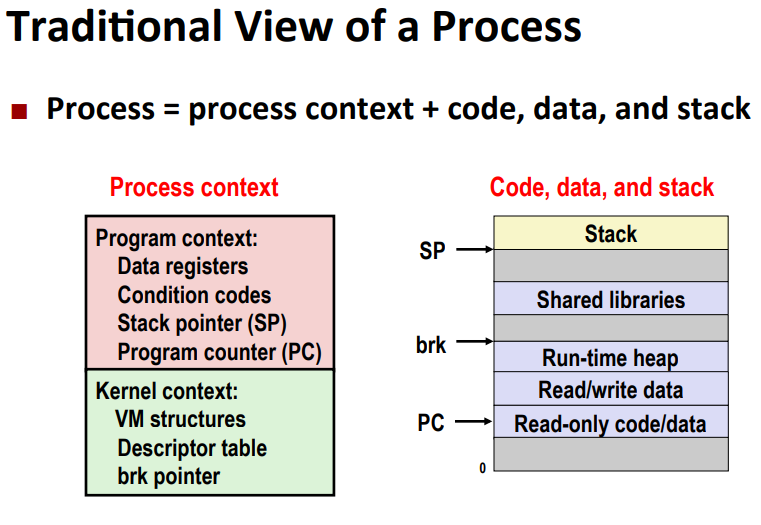 Traditional View of a Process
Process = process context + code, data, and stack
Process context
Program context:
Data registers
Condition codes
Stack pointer (SP)
Program counter (PC)
Kernel context:
VM structures
Descriptor table
brk pointer
Code, data, and stack
Stack
SP
Shared libraries
brk
Run-time heap
Read/write data
PC
Read-only code/data
0